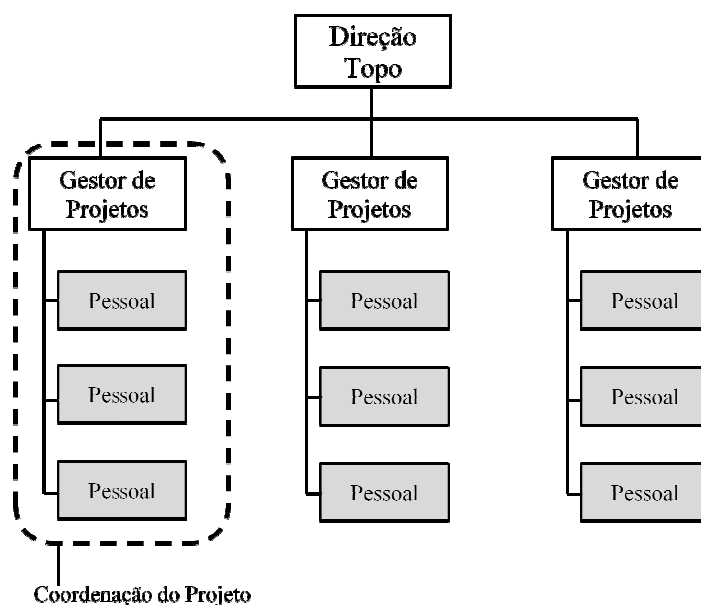 Direção
Topo
Gestor de
Projetos
Gestor de
Projetos
Gestor de
Projetos
Pessoal
Pessoal
Pessoal
Pessoal
Pessoal
Pessoal
Pessoal
Pessoal
Pessoal
Coordenação do Projeto